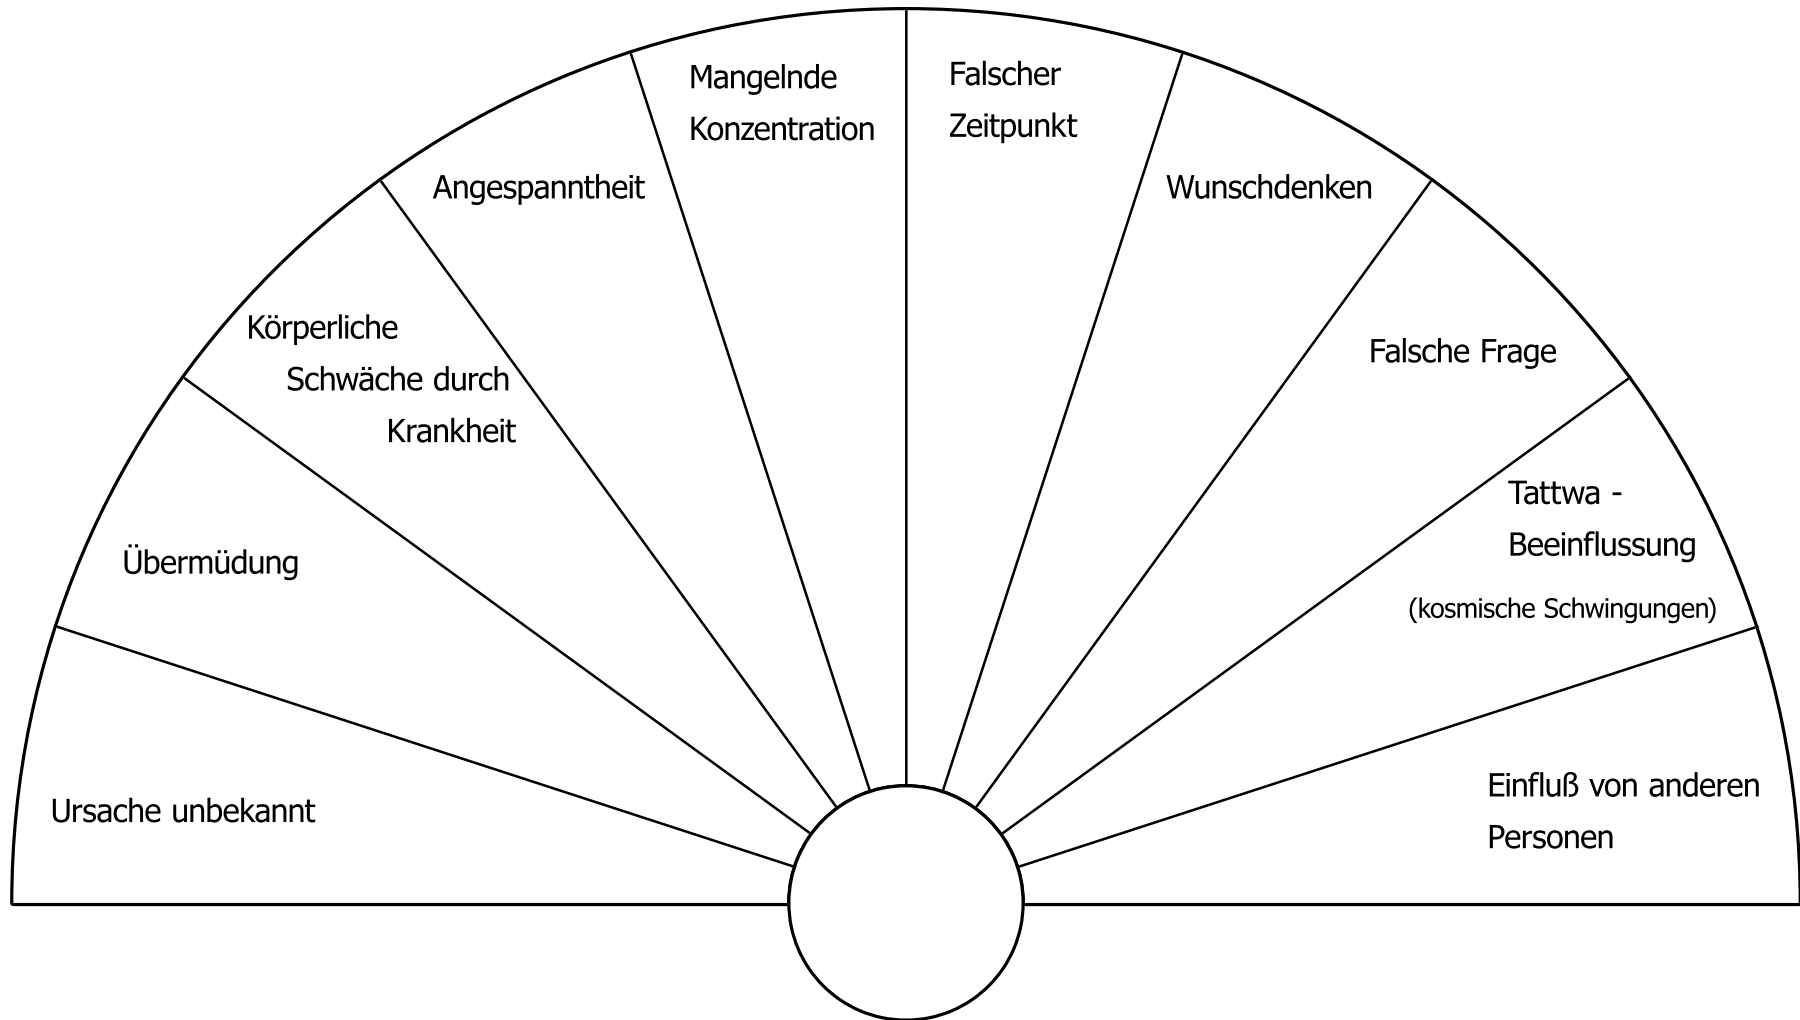 Ursache unbekannt
Übermüdung
Körperliche
Schwäche durch
Krankheit
Angespanntheit
Mangelnde
Konzentration
Falscher
Zeitpunkt
Wunschdenken
Falsche Frage
Tattwa -
Beeinflussung
(kosmische Schwingungen)
Einfluß von anderen
Personen